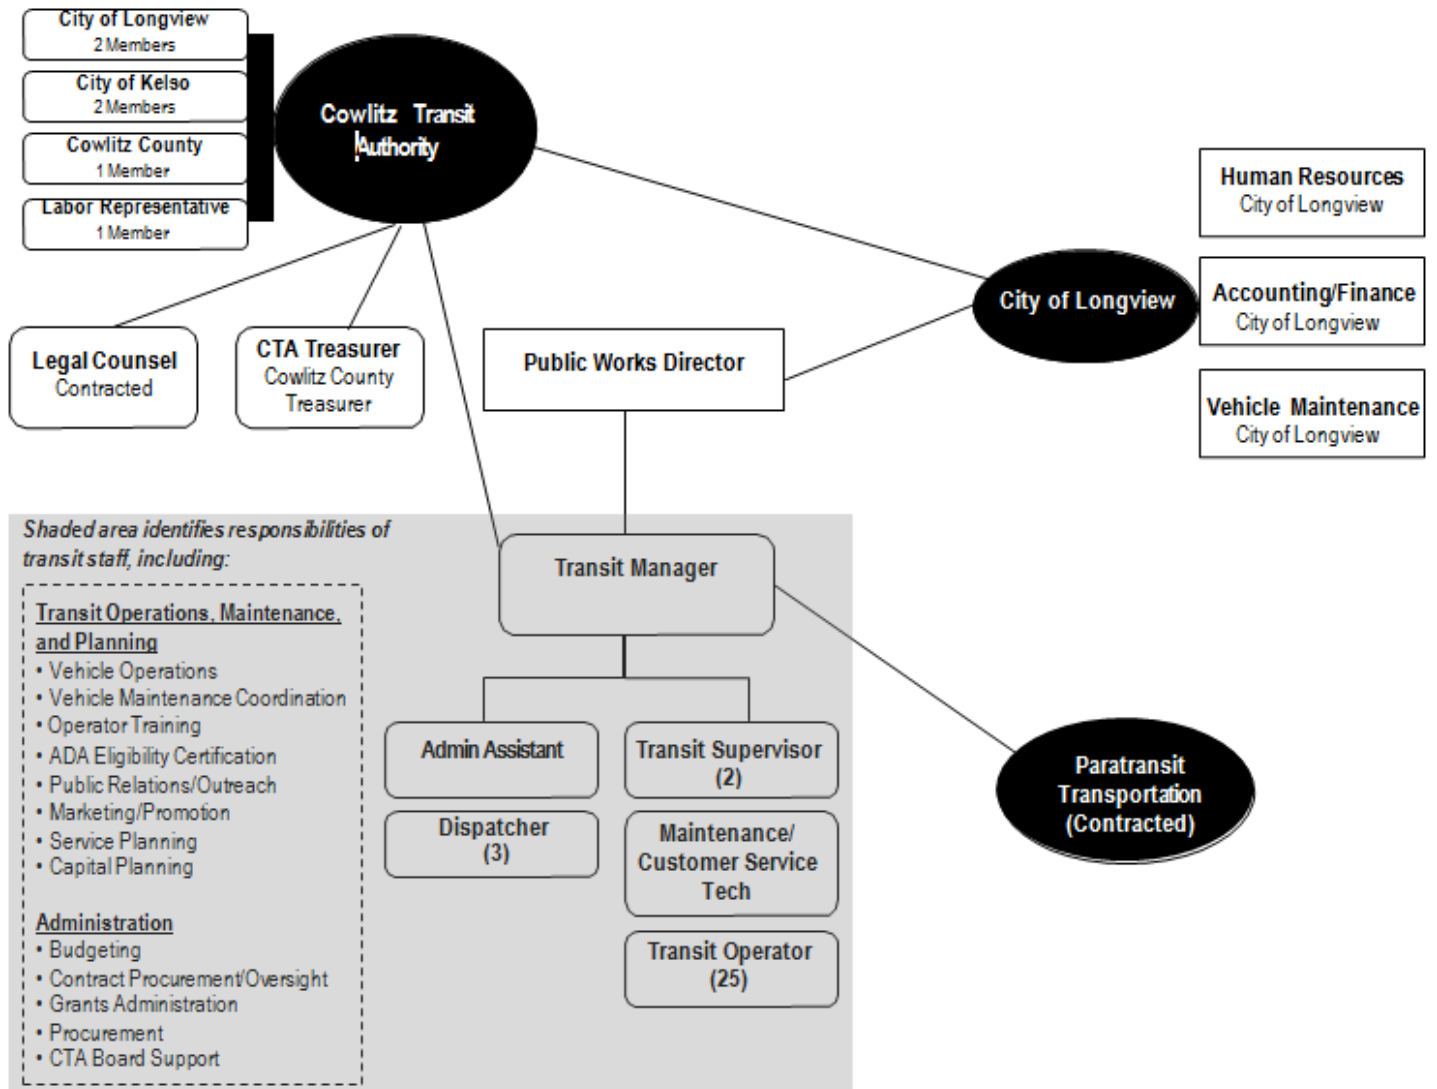 City of Longview
2 Members
City of Kelso
2 Members
Cowlitz County
1 Member
Labor Representative
1 Member
Cowlitz Transit
Authority
Human Resources
City of Longview
City of Longview
Accounting/Finance
City of Longview
Vehicle Maintenance
City of Longview
Legal Counsel
Contracted
CTA Treasurer
Cowlitz County
Treasurer
Public Works Director
Shaded area identifies responsibilities of
transit staff, including:
Transit Operations, Maintenance,
and Planning
• Vehicle Operations
• Vehicle Maintenance Coordination
• Operator Training
• ADA Eligibility Certification
• Public Relations/Outreach
• Marketing/Promotion
• Service Planning
• Capital Planning
Administration
• Budgeting
• Contract Procurement/Oversight
• Grants Administration
• Procurement
• CTA Board Support
Transit Manager
Admin Assistant
Dispatcher
(3)
Transit Supervisor
(2)
Maintenance/
Customer Service
Tech
Transit Operator
(25)
Paratransit
Transportation
(Contracted)